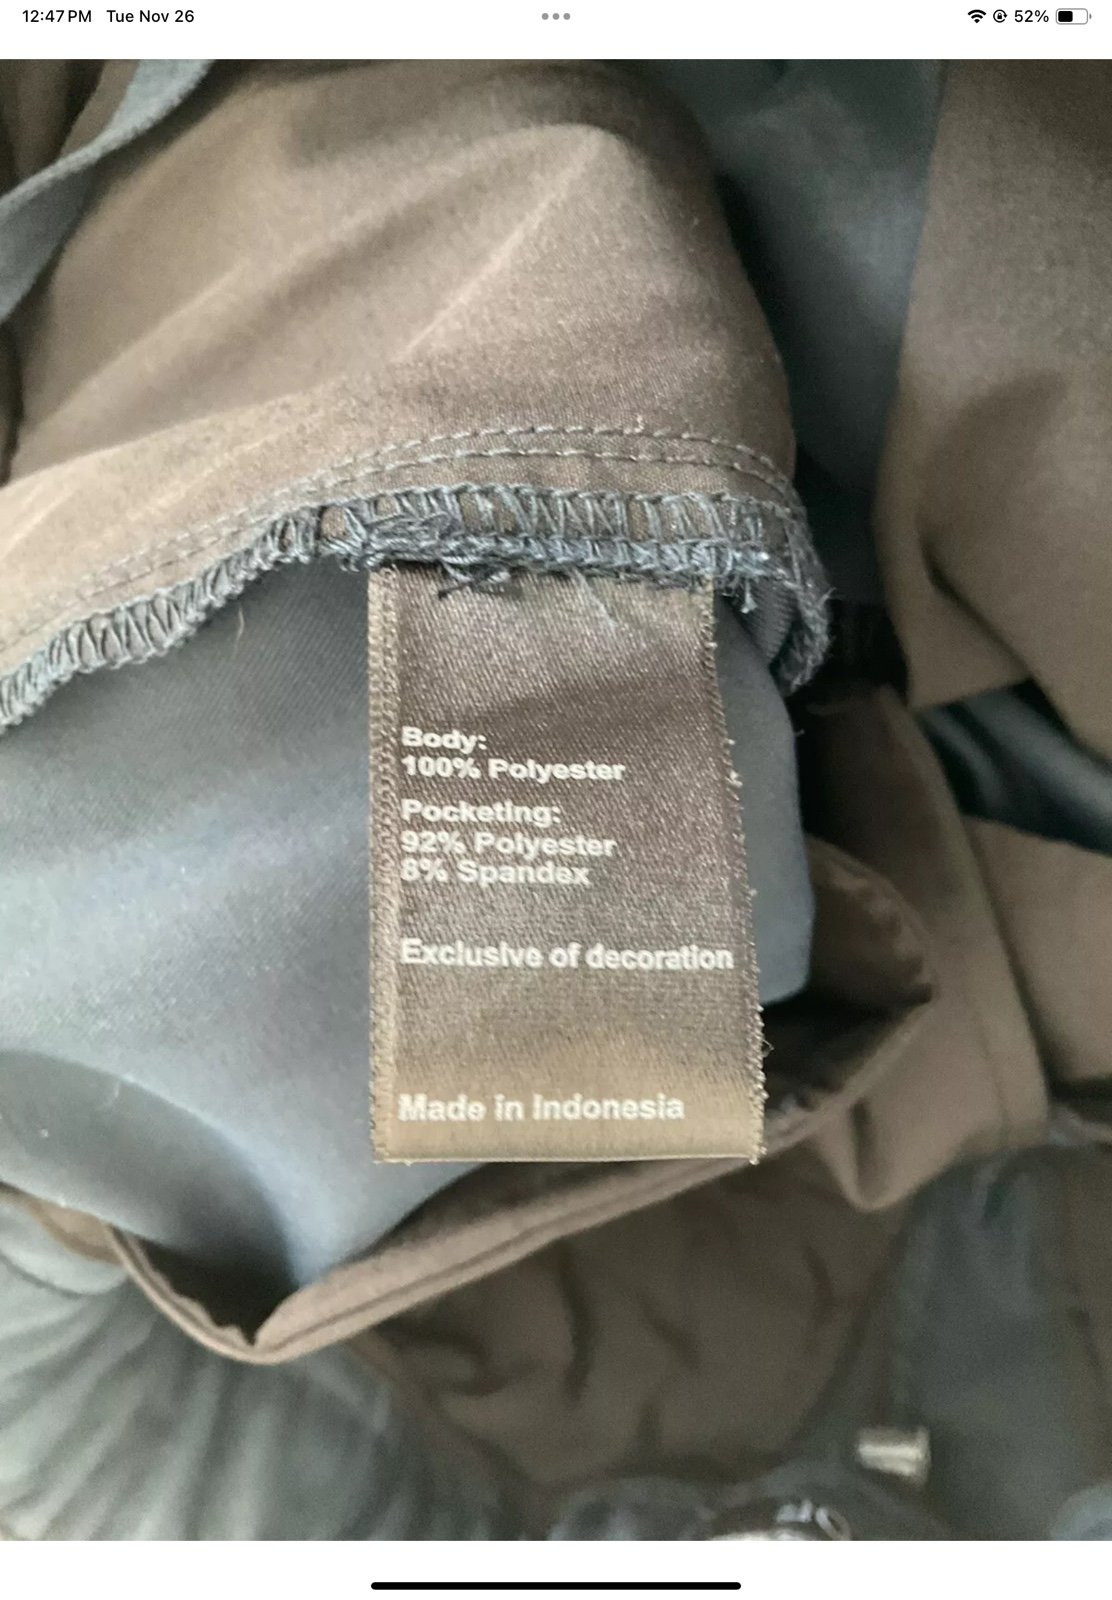 12:47 PM Tue Nov 26
52%
Body:
100% Polyester
Pocketing:
92% Polyester
8% Spandex
Exclusive of decoration
Made in Indonesia